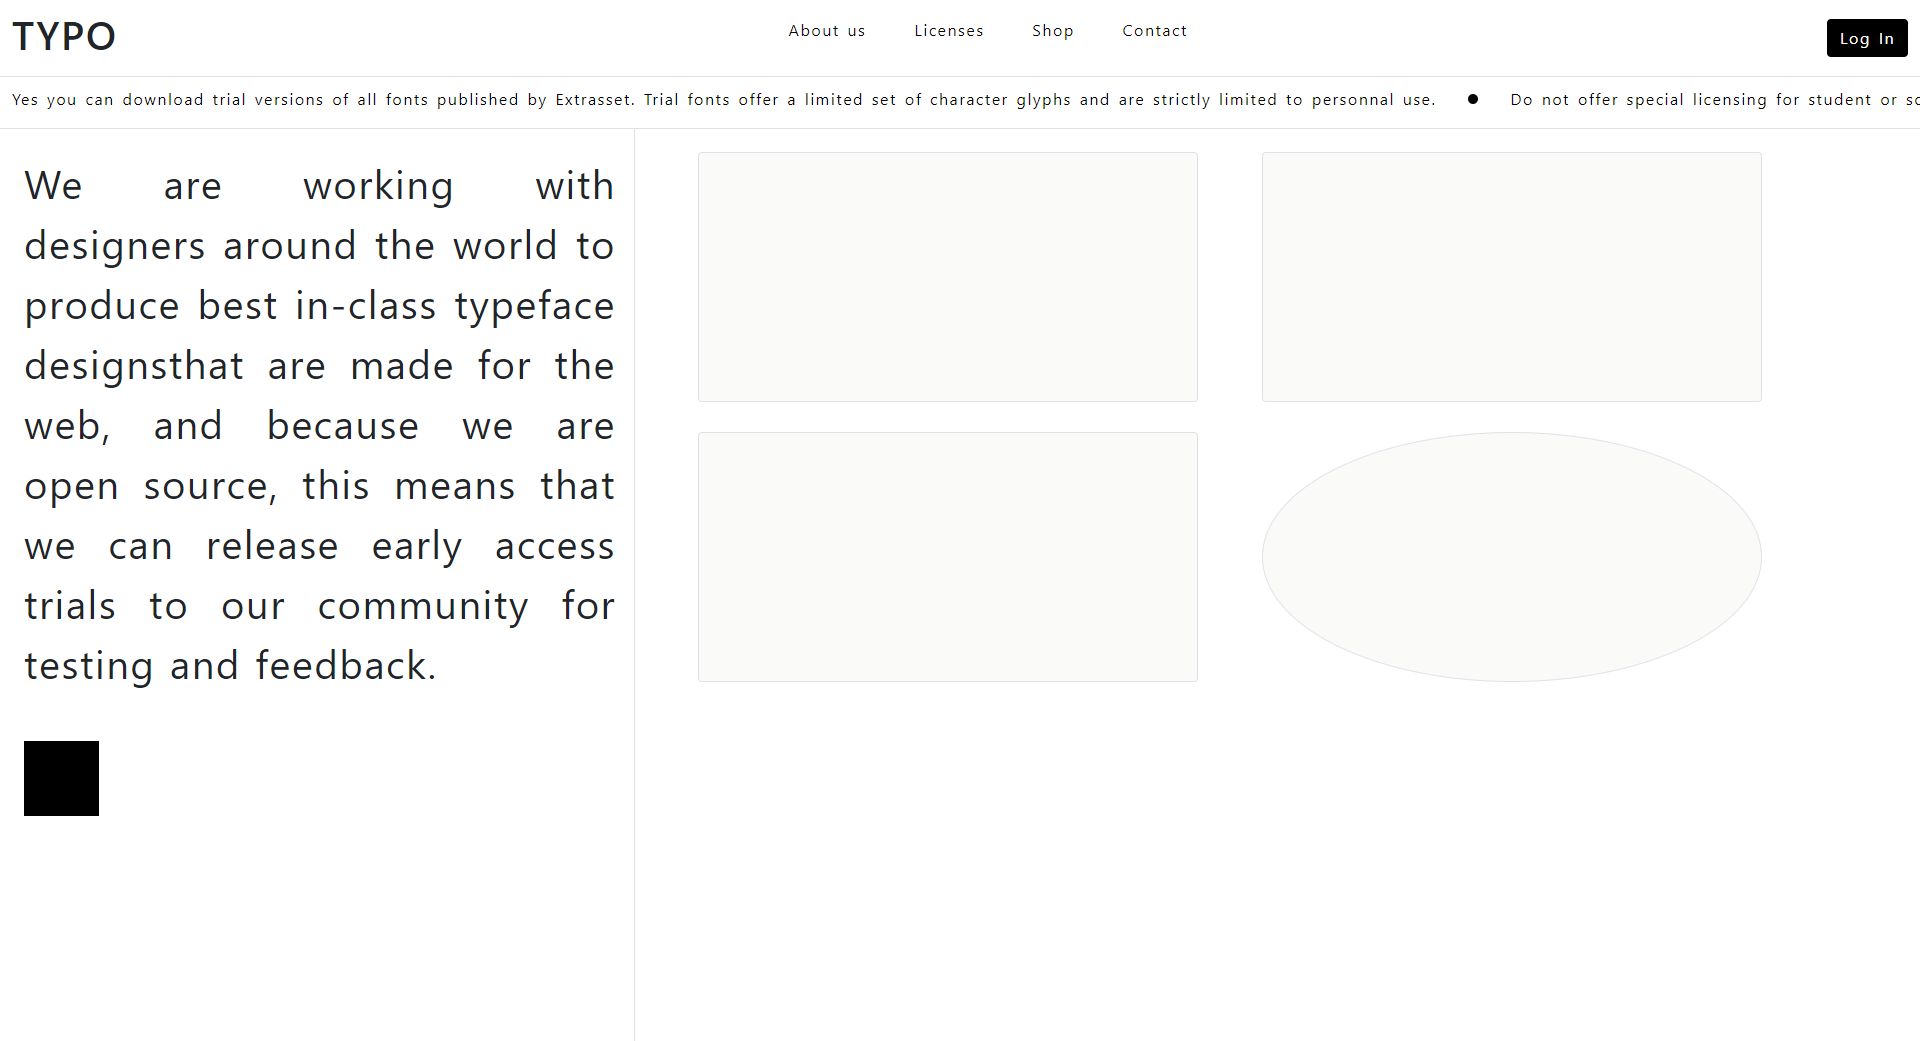 TYPO
About us
Licenses
Shop
Contact
Log In
Yes you can download trial versions of all fonts published by Extrasset. Trial fonts offer a limited set of character glyphs and are strictly limited to personnal use. ● Do not offer special licensing for student or
We are working with
designers around the world to
produce best in-class typeface
designsthat are made for the
web, and because we are
open source, this means that
we can release early access
trials to our community for
testing and feedback.